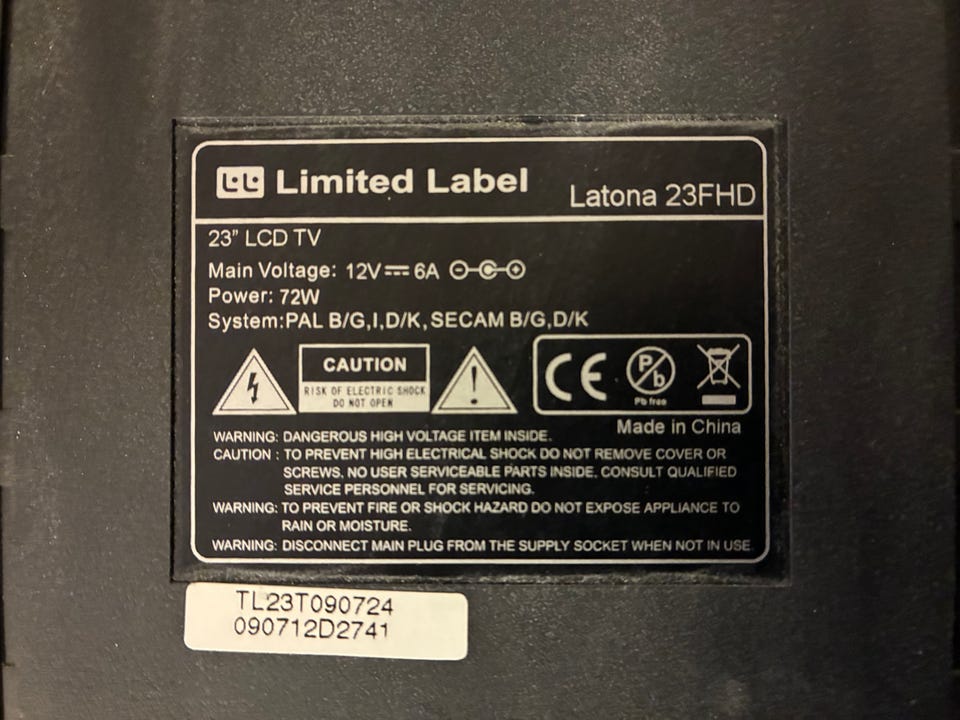 LL Limited Label
Latona 23FHD
23” LCD TV
Main Voltage: 12V 6A
Power: 72W
System:PAL B/G,I,D/K,SECAM B/G,D/K
CAUTION
RISK OF ELECTRIC SHOCK
DO NOT OPEN
CE
Pb
Pb free
Made in China
WARNING: DANGEROUS HIGH VOLTAGE ITEM INSIDE.
CAUTION : TO PREVENT HIGH ELECTRICAL SHOCK DO NOT REMOVE COVER OR
SCREWS. NO USER SERVICEABLE PARTS INSIDE. CONSULT QUALIFIED
SERVICE PERSONNEL FOR SERVICING.
WARNING: TO PREVENT FIRE OR SHOCK HAZARD DO NOT EXPOSE APPLIANCE TO
RAIN OR MOISTURE.
WARNING: DISCONNECT MAIN PLUG FROM THE SUPPLY SOCKET WHEN NOT IN USE.
TL23T090724
090712D2741